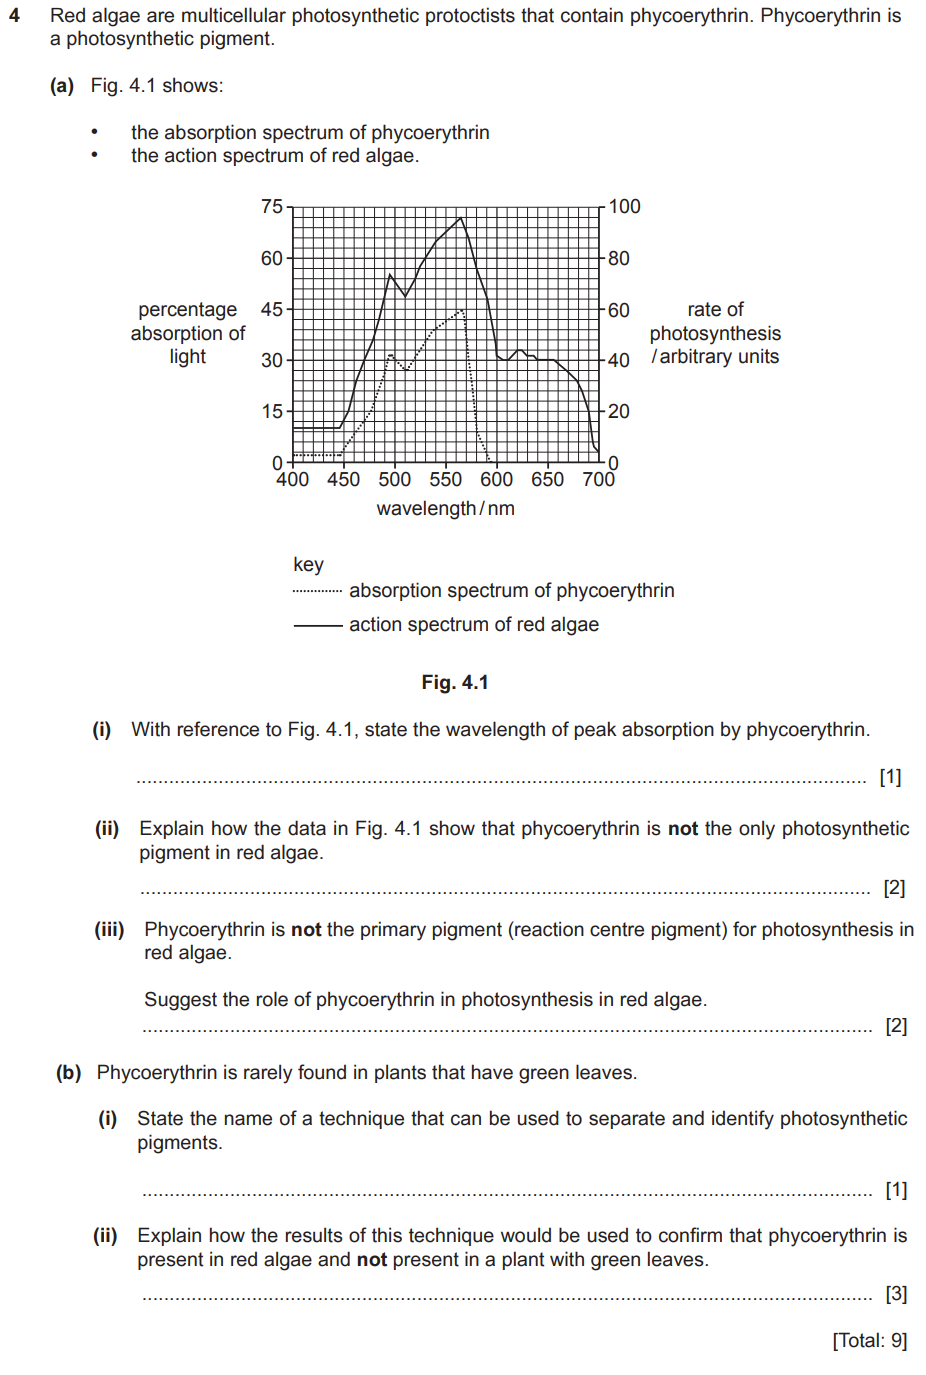 4 Red algae are multicellular photosynthetic protoctists that contain phycoerythrin. Phycoerythrin is
a photosynthetic pigment.
(a) Fig. 4.1 shows:
• the absorption spectrum of phycoerythrin
• the action spectrum of red algae.
75 100
60 80
percentage absorption of light
45 60
rate of photosynthesis / arbitrary units
30 40
15 20
0 0
400 450 500 550 600 650 700
wavelength / nm
key
absorption spectrum of phycoerythrin
action spectrum of red algae
Fig. 4.1
(i) With reference to Fig. 4.1, state the wavelength of peak absorption by phycoerythrin.
[1]
(ii) Explain how the data in Fig. 4.1 show that phycoerythrin is not the only photosynthetic
pigment in red algae.
[2]
(iii) Phycoerythrin is not the primary pigment (reaction centre pigment) for photosynthesis in
red algae.
Suggest the role of phycoerythrin in photosynthesis in red algae.
[2]
(b) Phycoerythrin is rarely found in plants that have green leaves.
(i) State the name of a technique that can be used to separate and identify photosynthetic
pigments.
[1]
(ii) Explain how the results of this technique would be used to confirm that phycoerythrin is
present in red algae and not present in a plant with green leaves.
[3]
[Total: 9]